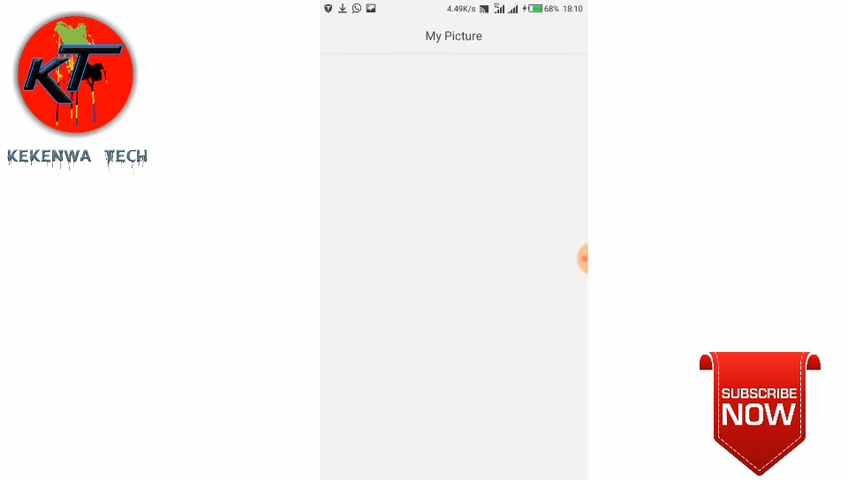 4.49K/s 68% 18:10
My Picture
KT
KEKENWA TECH
SUBSCRIBE
NOW